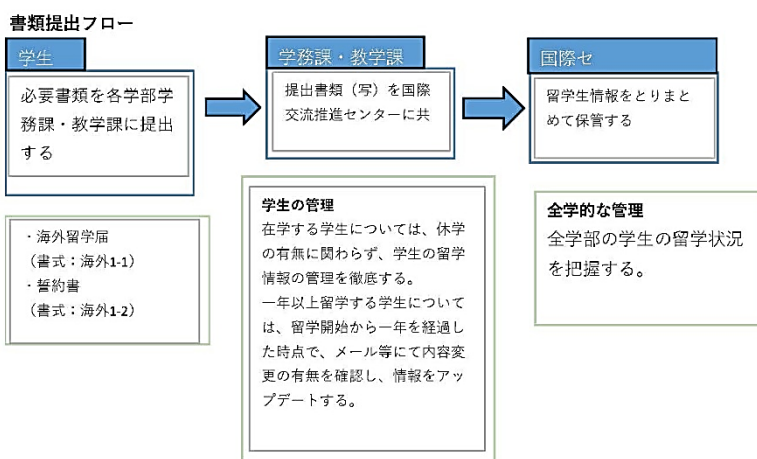 書類提出フロー
学生
必要書類を各学部学
務課・教学課に提出
する
・海外留学届
（書式：海外1-1）
・誓約書
（書式：海外1-2）
学務課・教学課
提出書類（写）を国際
交流推進センターに共
学生の管理
在学する学生については、休学
の有無に関わらず、学生の留学
情報の管理を徹底する。
一年以上留学する学生について
は、留学開始から一年を経過し
た時点で、メール等にて内容変
更の有無を確認し、情報をアッ
プデートする。
国際セ
留学生情報をとりまと
めて保管する
全学的な管理
全学部の学生の留学状況
を把握する。